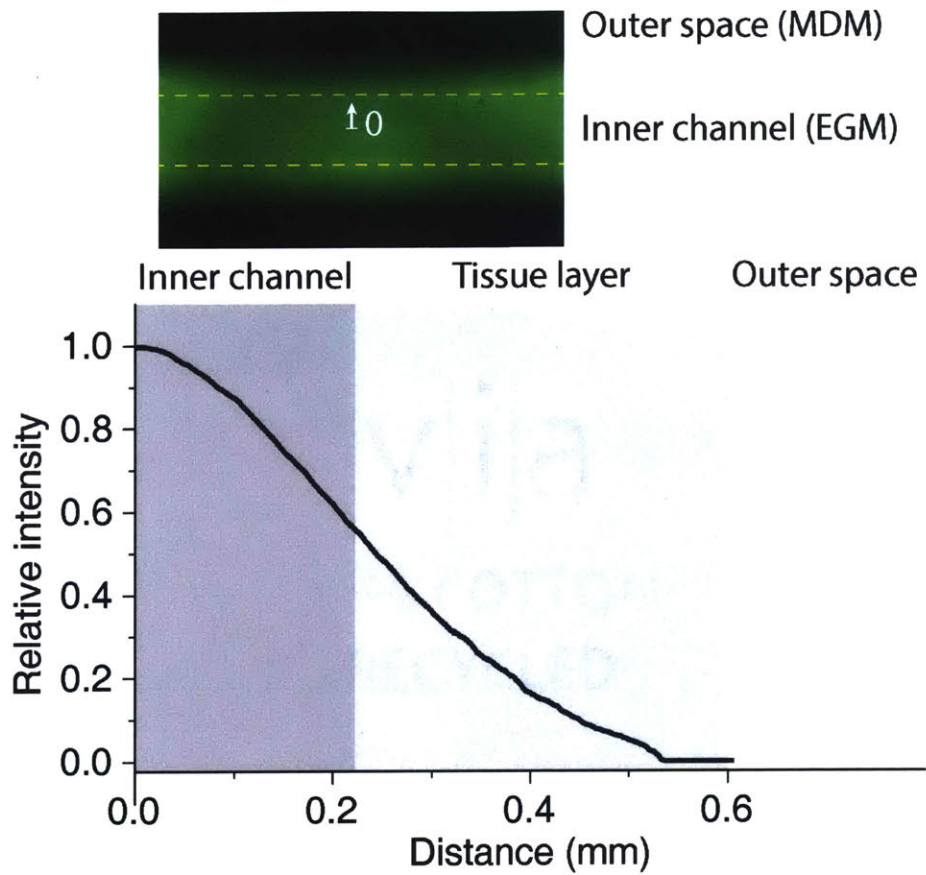 Outer space (MDM)
0
Inner channel (EGM)
Inner channel Tissue layer Outer space
1.0
0.8
0.6
0.4
0.2
0.0
Relative intensity
0.0 0.2 0.4 0.6
Distance (mm)